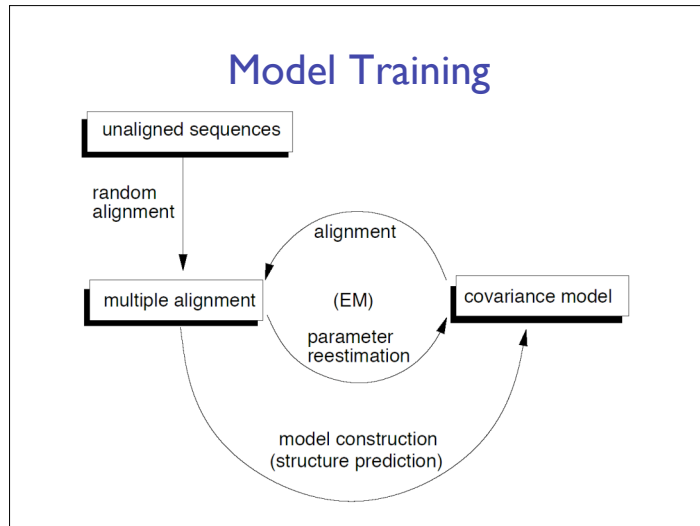 Model Training
unaligned sequences
random
alignment
alignment
multiple alignment
(EM)
covariance model
parameter
reestimation
model construction
(structure prediction)